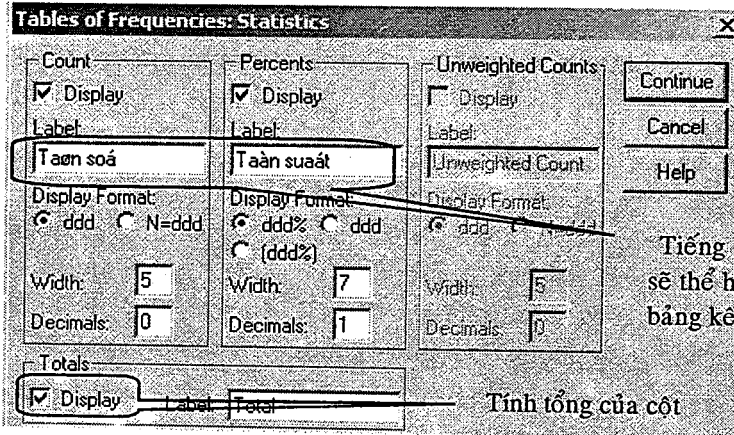 Tables of Frequencies: Statistics
Count
Display
Label:
Taøn soá
Display Format:
ddd N=ddd
Width: 5
Decimals: 0
Percents
Display
Label:
Taàn suaát
Display Format:
ddd% ddd
(ddd%)
Width: 7
Decimals: 1
Unweighted Counts
Display
Label:
Unweighted Count
Display Format:
ddd N=ddd
Width: 5
Decimals: 0
Continue
Cancel
Help
Tiếng
sẽ thể h
bảng kê
Totals
Display Label: Total
Tính tổng của cột